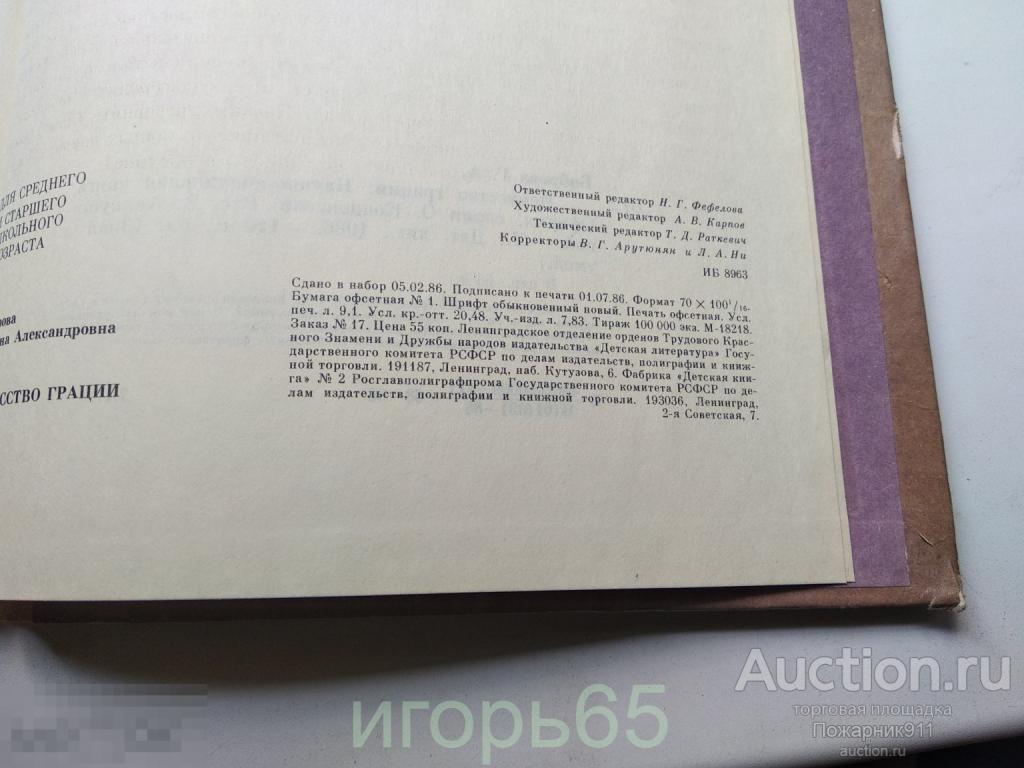 ДЛЯ СРЕДНЕГО
И СТАРШЕГО
ШКОЛЬНОГО
ВОЗРАСТА
рова
на Александровна
ССТВО ГРАЦИИ
Ответственный редактор Н. Г. Фефелова
Художественный редактор А. В. Карпов
Технический редактор Т. Д. Раткевич
Корректоры В. Г. Арутюнян и Л. А. Ни
ИБ 8963
Сдано в набор 05.02.86. Подписано к печати 01.07.86. Формат 70 × 100¹/₁₆.
Бумага офсетная № 1. Шрифт обыкновенный новый. Печать офсетная. Усл.
печ. л. 9,1. Усл. кр.-отт. 20,48. Уч.-изд. л. 7,83. Тираж 100 000 экз. М-18218.
Заказ № 17. Цена 55 коп. Ленинградское отделение орденов Трудового Крас-
ного Знамени и Дружбы народов издательства «Детская литература» Госу-
дарственного комитета РСФСР по делам издательств, полиграфии и книж-
ной торговли. 191187, Ленинград, наб. Кутузова, 6. Фабрика «Детская кни-
га» № 2 Росглавполиграфпрома Государственного комитета РСФСР по де-
лам издательств, полиграфии и книжной торговли. 193036, Ленинград,
2-я Советская, 7.
игорь65
Auction.ru
торговая площадка
Пожарник911
auction.ru